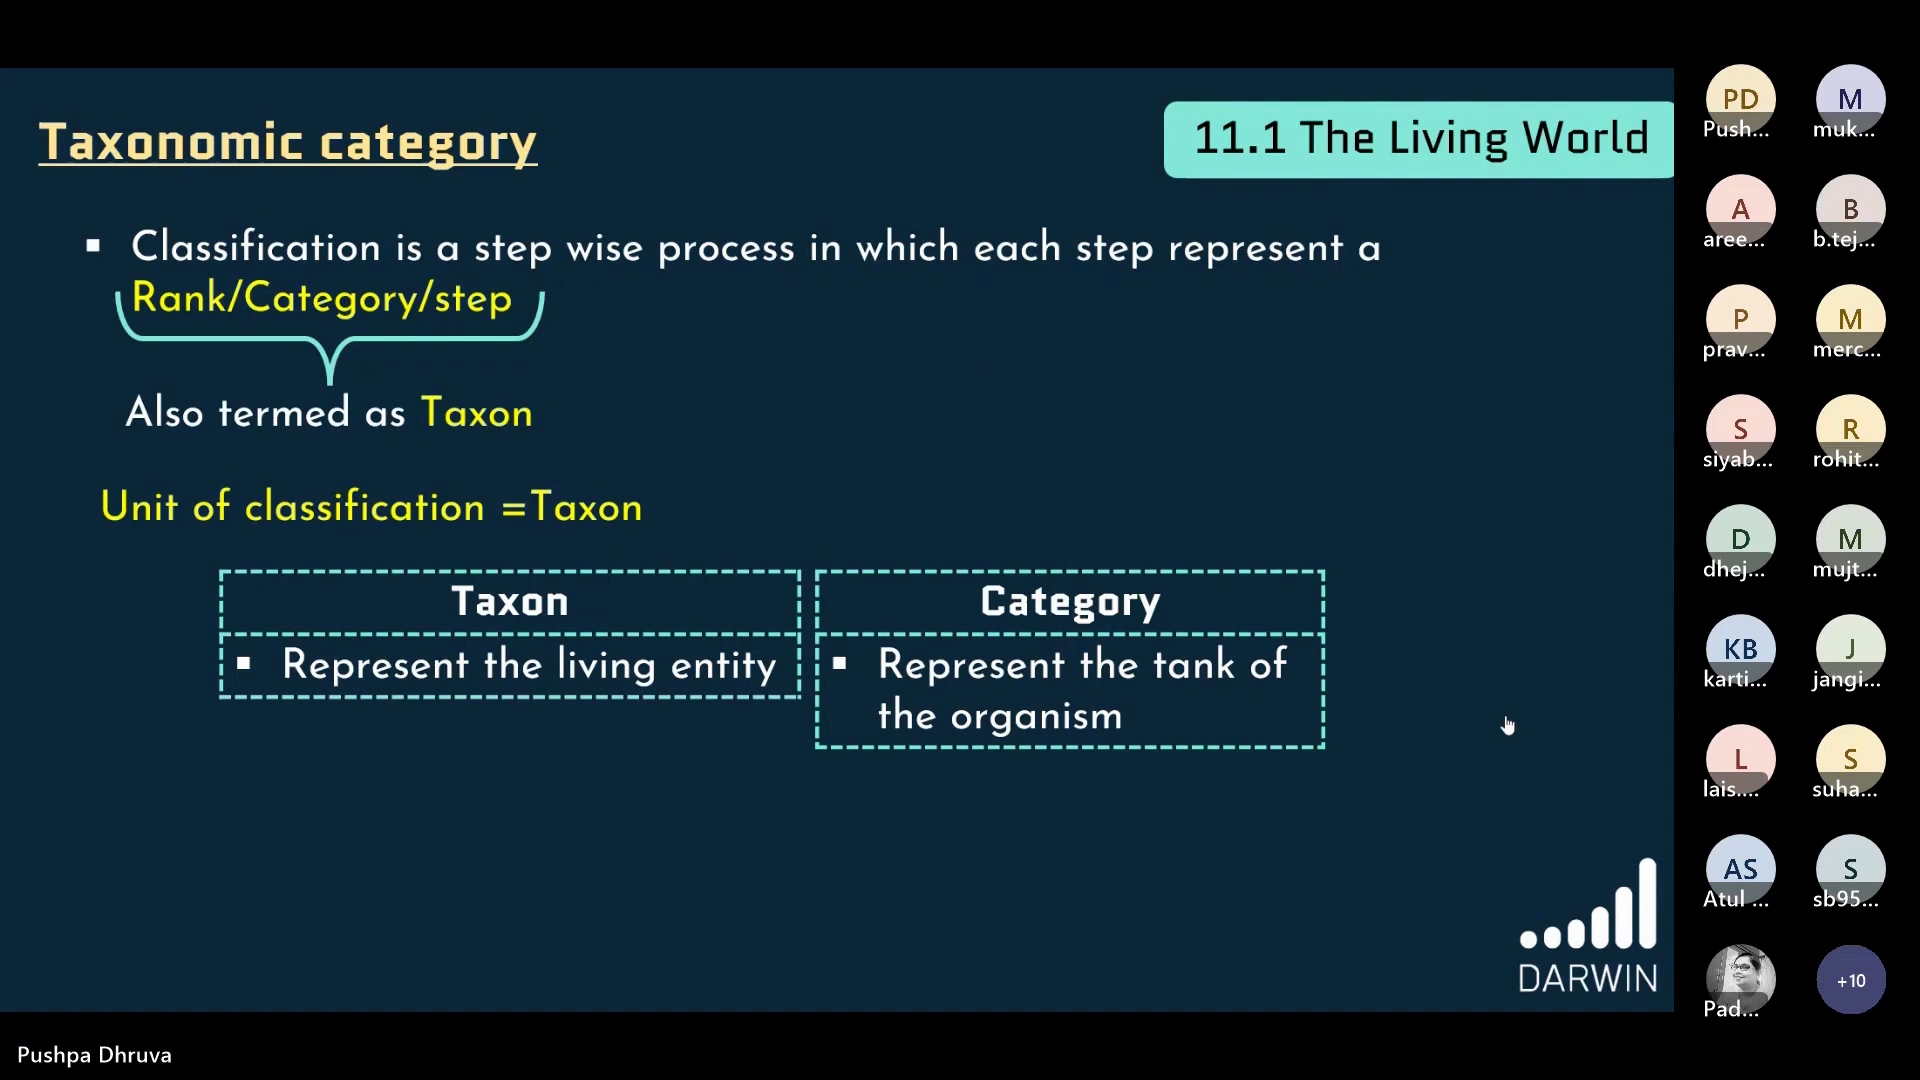 Taxonomic category
11.1 The Living World
▪ Classification is a step wise process in which each step represent a
Rank/Category/step
Also termed as Taxon
Unit of classification =Taxon
Taxon
▪ Represent the living entity
Category
▪ Represent the tank of
the organism
DARWIN
Pushpa Dhruva
PD
Push...
M
muk...
A
aree...
B
b.tej...
P
prav...
M
merc...
S
siyab...
R
rohit...
D
dhej...
M
mujt...
KB
karti...
J
jangi...
L
lais....
S
suha...
AS
Atul ...
S
sb95...
Pad...
+10